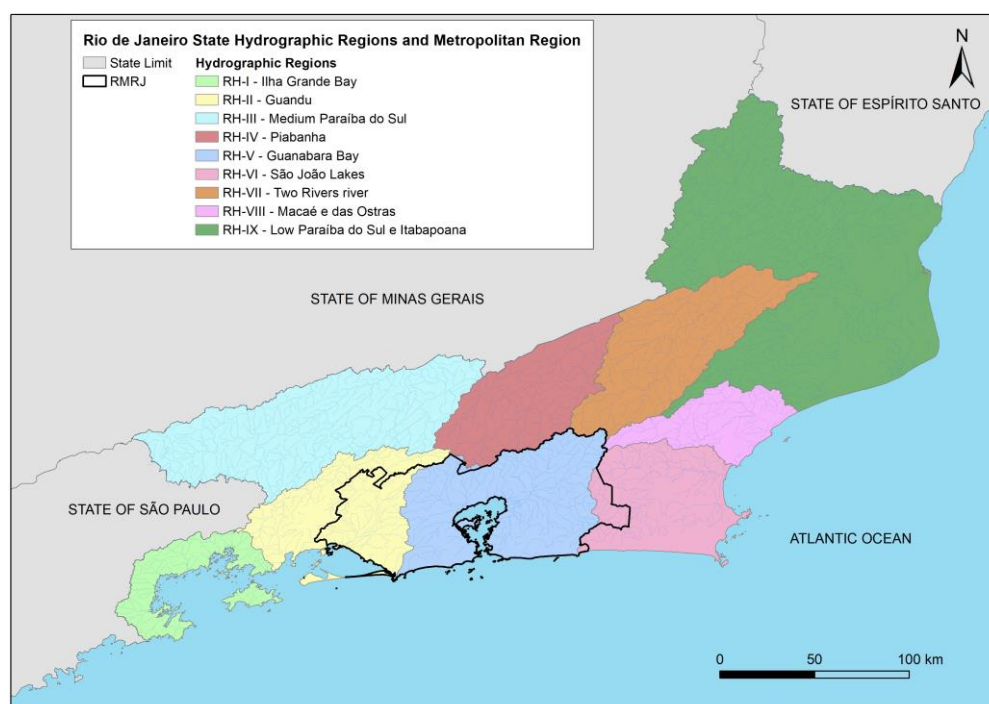 Rio de Janeiro State Hydrographic Regions and Metropolitan Region
State Limit
RMRJ
Hydrographic Regions
RH-I - Ilha Grande Bay
RH-II - Guandu
RH-III - Medium Paraíba do Sul
RH-IV - Piabanha
RH-V - Guanabara Bay
RH-VI - São João Lakes
RH-VII - Two Rivers river
RH-VIII - Macaé e das Ostras
RH-IX - Low Paraíba do Sul e Itabapoana
N
STATE OF ESPÍRITO SANTO
STATE OF MINAS GERAIS
STATE OF SÃO PAULO
ATLANTIC OCEAN
0 50 100 km